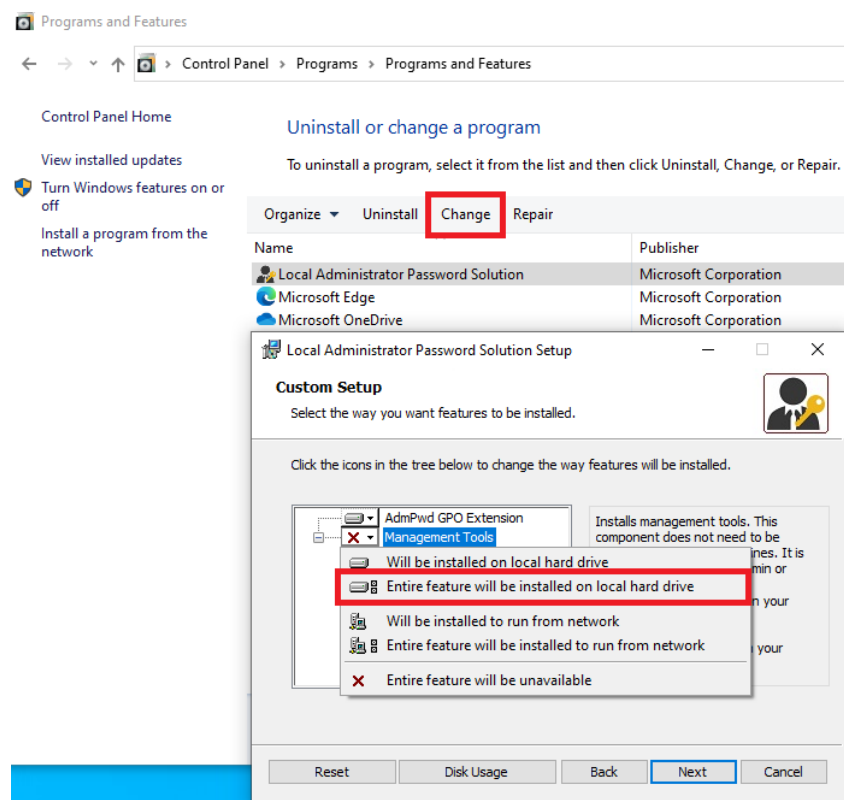 Programs and Features
Control Panel > Programs > Programs and Features
Control Panel Home
View installed updates
Turn Windows features on or
off
Install a program from the
network
Uninstall or change a program
To uninstall a program, select it from the list and then click Uninstall, Change, or Repair.
Organize Uninstall Change Repair
Name Publisher
Local Administrator Password Solution Microsoft Corporation
Microsoft Edge Microsoft Corporation
Microsoft OneDrive Microsoft Corporation
Local Administrator Password Solution Setup
Custom Setup
Select the way you want features to be installed.
Click the icons in the tree below to change the way features will be installed.
AdmPwd GPO Extension
Management Tools
Installs management tools. This
component does not need to be
ines. It is
min or
n your
your
Will be installed on local hard drive
Entire feature will be installed on local hard drive
Will be installed to run from network
Entire feature will be installed to run from network
Entire feature will be unavailable
Reset Disk Usage Back Next Cancel